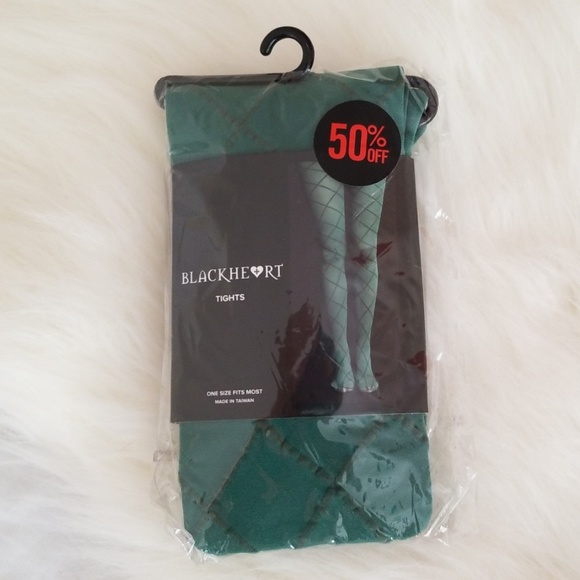 50% OFF
BLACKHEART
TIGHTS
ONE SIZE FITS MOST
MADE IN TAIWAN